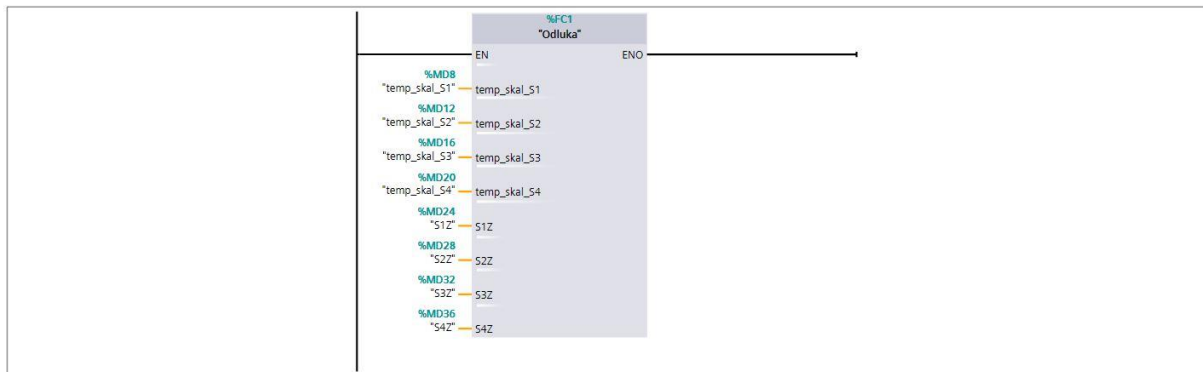 %FC1
"Odluka"
EN ENO
%MD8
"temp_skal_S1" temp_skal_S1
%MD12
"temp_skal_S2" temp_skal_S2
%MD16
"temp_skal_S3" temp_skal_S3
%MD20
"temp_skal_S4" temp_skal_S4
%MD24
"S1Z" S1Z
%MD28
"S2Z" S2Z
%MD32
"S3Z" S3Z
%MD36
"S4Z" S4Z